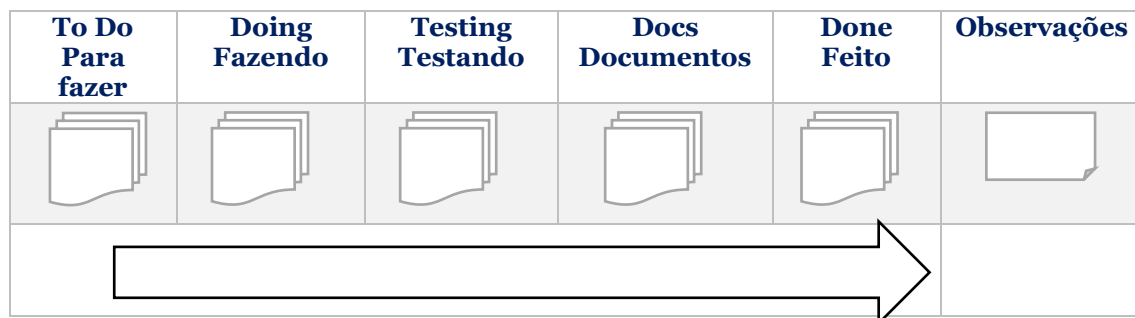 To Do
Para
fazer
Doing
Fazendo
Testing
Testando
Docs
Documentos
Done
Feito
Observações